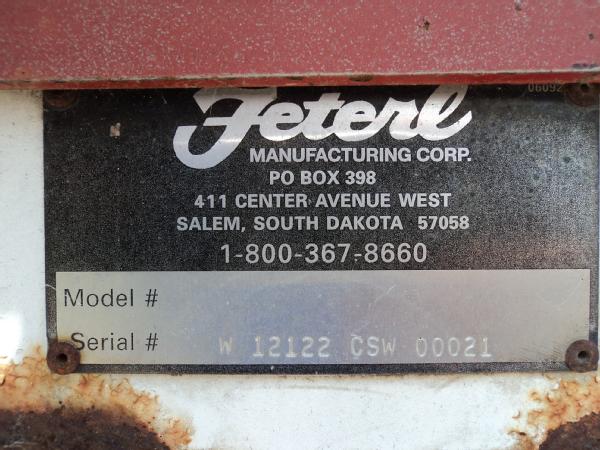 06092
Feterl
MANUFACTURING CORP.
PO BOX 398
411 CENTER AVENUE WEST
SALEM, SOUTH DAKOTA 57058
1-800-367-8660
Model #
Serial # W 12122 CSW 00021